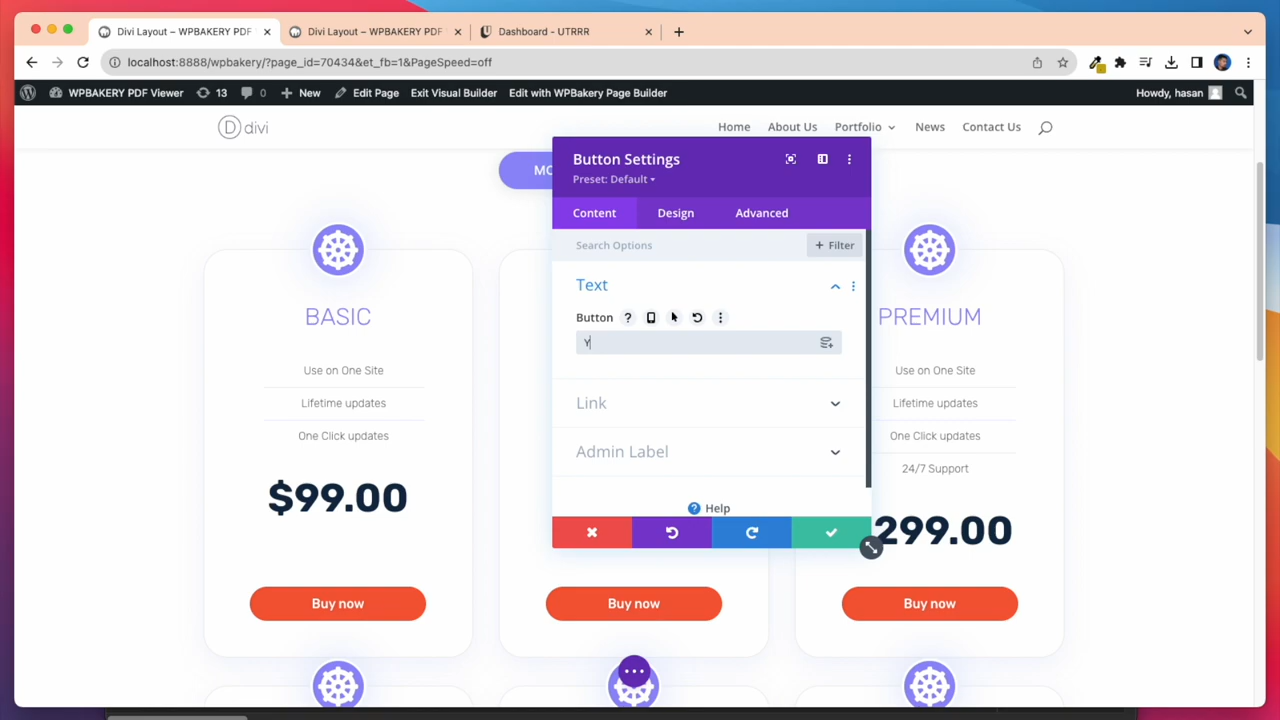 Divi Layout – WPBAKERY PDF
Divi Layout – WPBAKERY PDF
Dashboard - UTRRR
localhost:8888/wpbakery/?page_id=70434&et_fb=1&PageSpeed=off
WPBAKERY PDF Viewer 13 0 New Edit Page Exit Visual Builder Edit with WPBakery Page Builder Howdy, hasan
D divi
Home About Us Portfolio News Contact Us
Button Settings
Preset: Default
Content Design Advanced
Search Options + Filter
Text
Button ?
Y
Link
Admin Label
? Help
BASIC
Use on One Site
Lifetime updates
One Click updates
$99.00
Buy now
Buy now
PREMIUM
Use on One Site
Lifetime updates
One Click updates
24/7 Support
299.00
Buy now